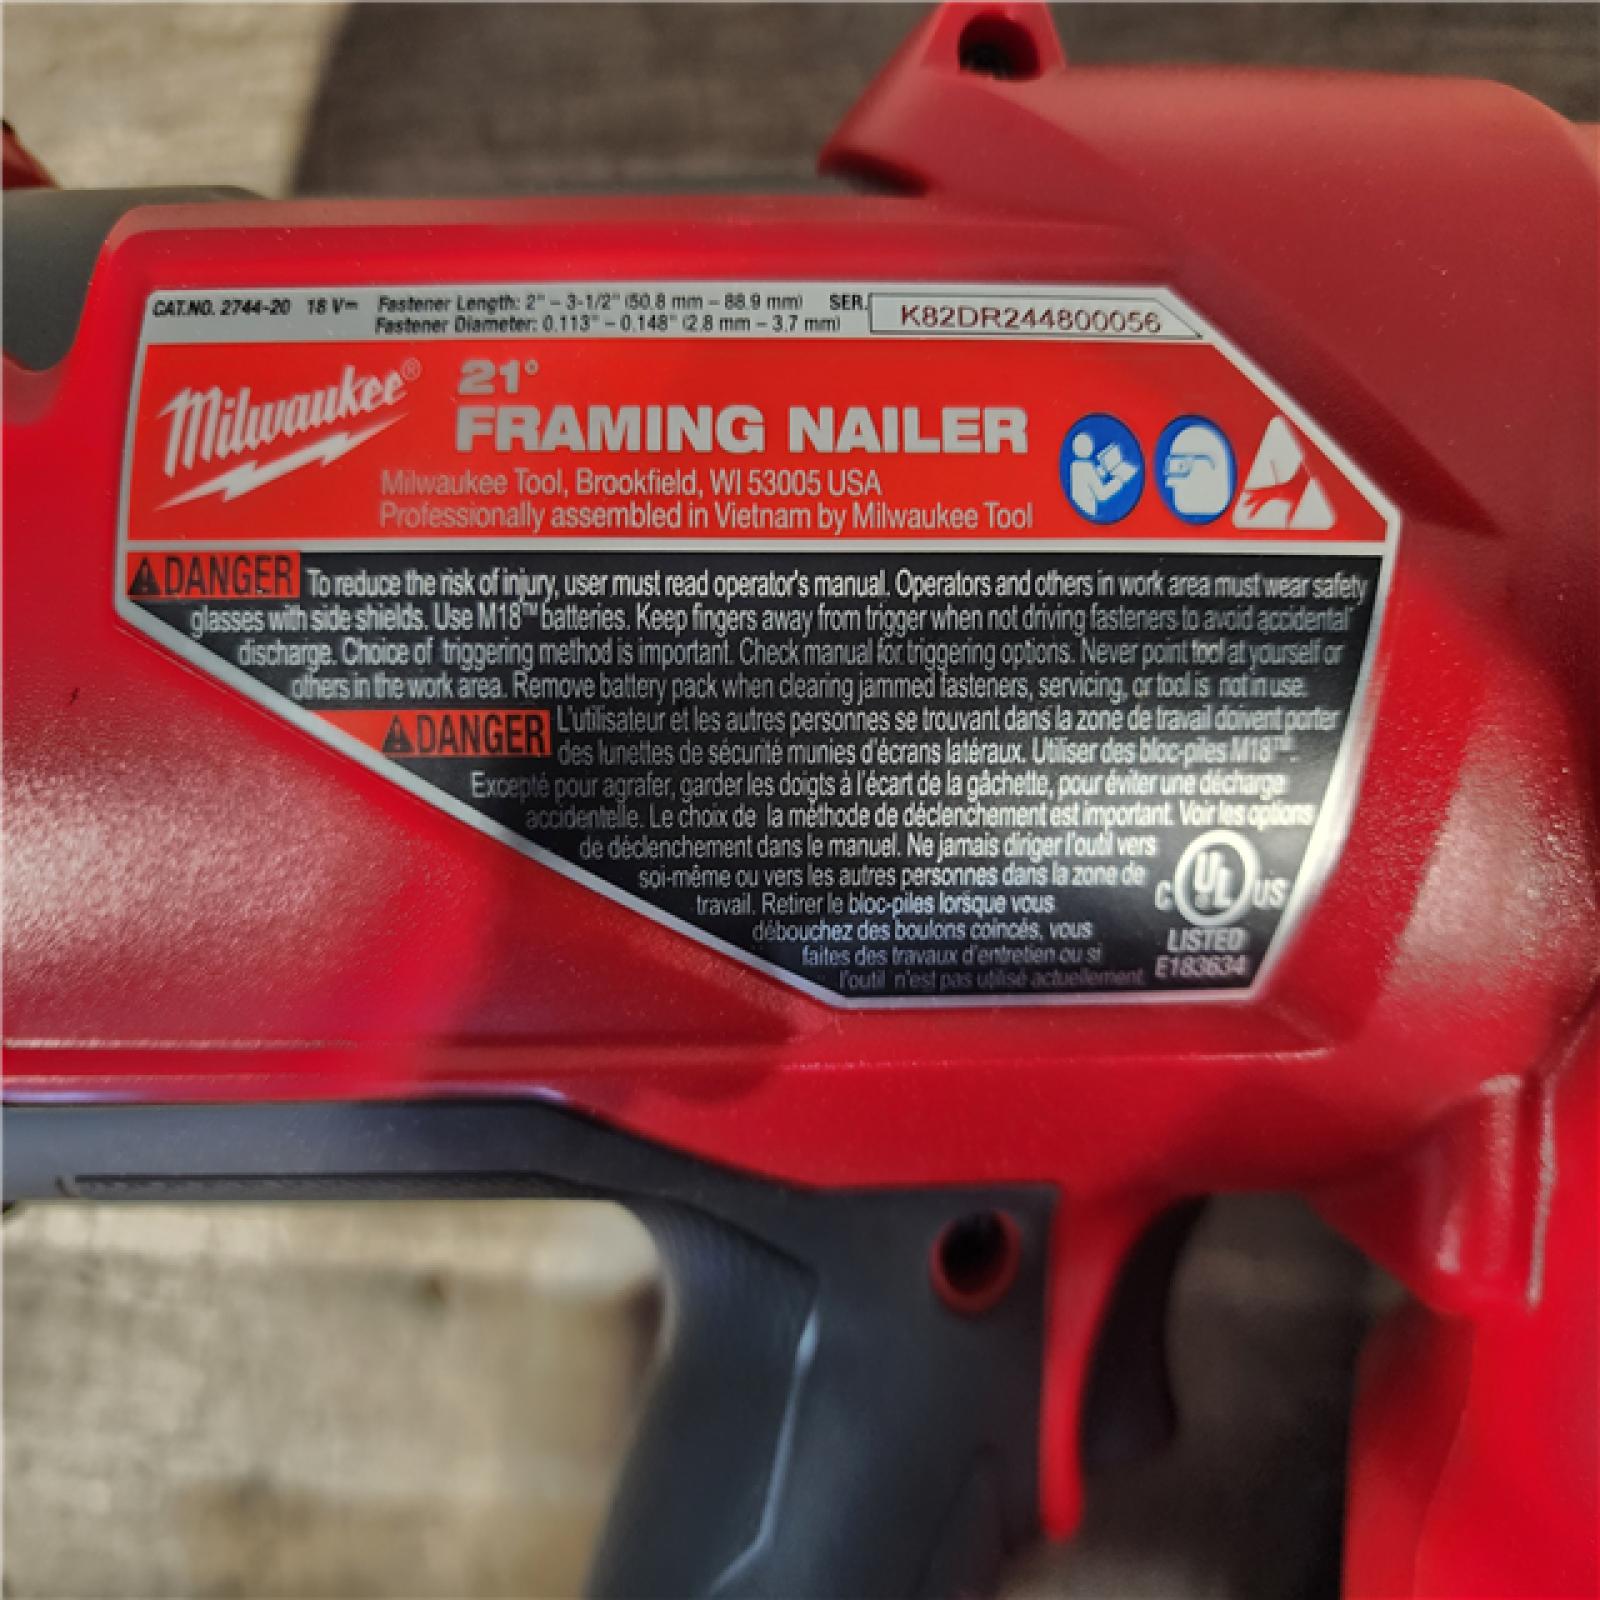 CAT.NO. 2744-20 18 V⎓ Fastener Length: 2" – 3-1/2" (50.8 mm – 88.9 mm) SER.
Fastener Diameter: 0.113" – 0.148" (2.8 mm – 3.7 mm)
K82DR244800056
Milwaukee®
21°
FRAMING NAILER
Milwaukee Tool, Brookfield, WI 53005 USA
Professionally assembled in Vietnam by Milwaukee Tool
⚠DANGER To reduce the risk of injury, user must read operator's manual. Operators and others in work area must wear safety
glasses with side shields. Use M18™ batteries. Keep fingers away from trigger when not driving fasteners to avoid accidental
discharge. Choice of triggering method is important. Check manual for triggering options. Never point tool at yourself or
others in the work area. Remove battery pack when clearing jammed fasteners, servicing, or tool is not in use.
⚠DANGER L'utilisateur et les autres personnes se trouvant dans la zone de travail doivent porter
des lunettes de sécurité munies d'écrans latéraux. Utiliser des bloc-piles M18™.
Excepté pour agrafer, garder les doigts à l'écart de la gâchette, pour éviter une décharge
accidentelle. Le choix de la méthode de déclenchement est important. Voir les options
de déclenchement dans le manuel. Ne jamais diriger l'outil vers
soi-même ou vers les autres personnes dans la zone de
travail. Retirer le bloc-piles lorsque vous
débouchez des boulons coincés, vous
faites des travaux d'entretien ou si
l'outil n'est pas utilisé actuellement.
C UL US
LISTED
E183634